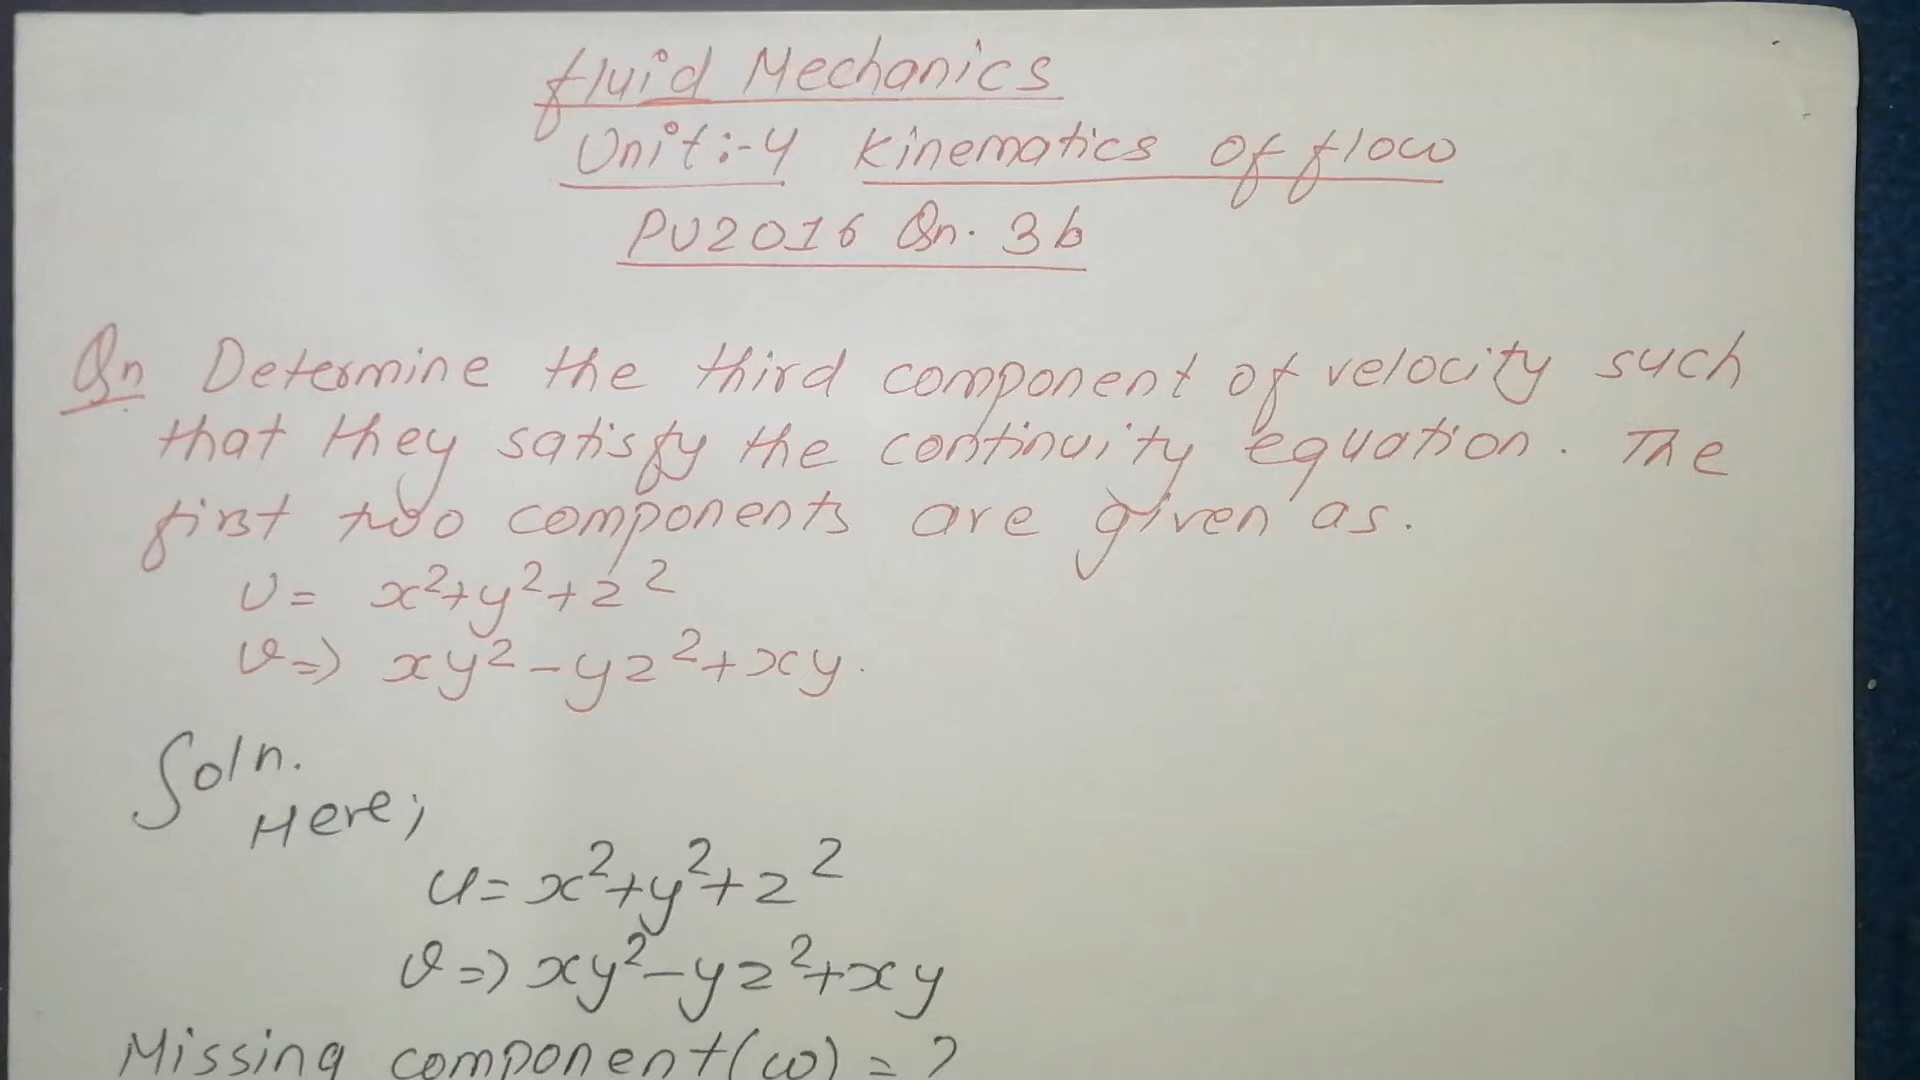 fluid Mechanics
Unit:-4 Kinematics of flow
PU2016 Qn. 3b
Qn Determine the third component of velocity such
that they satisfy the continuity equation. The
first two components are given as.
U= x²+y²+z²
v=> xy²-yz²+xy.
Soln.
Here;
u= x²+y²+z²
v=> xy²-yz²+xy
Missing component(w) = ?